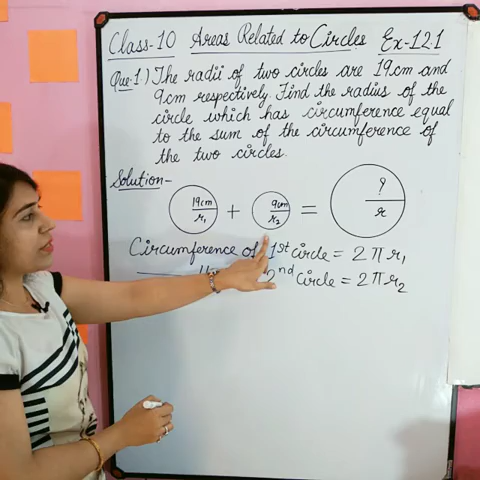 Class-10 Areas Related to Circles Ex-12.1
Que.1.) The radii of two circles are 19cm and
9cm respectively. Find the radius of the
circle which has circumference equal
to the sum of the circumference of
the two circles.
Solution-
19cm + 9cm = ?
r1 r2 r
Circumference of 1st circle = 2πr1
2nd Circle = 2πr2